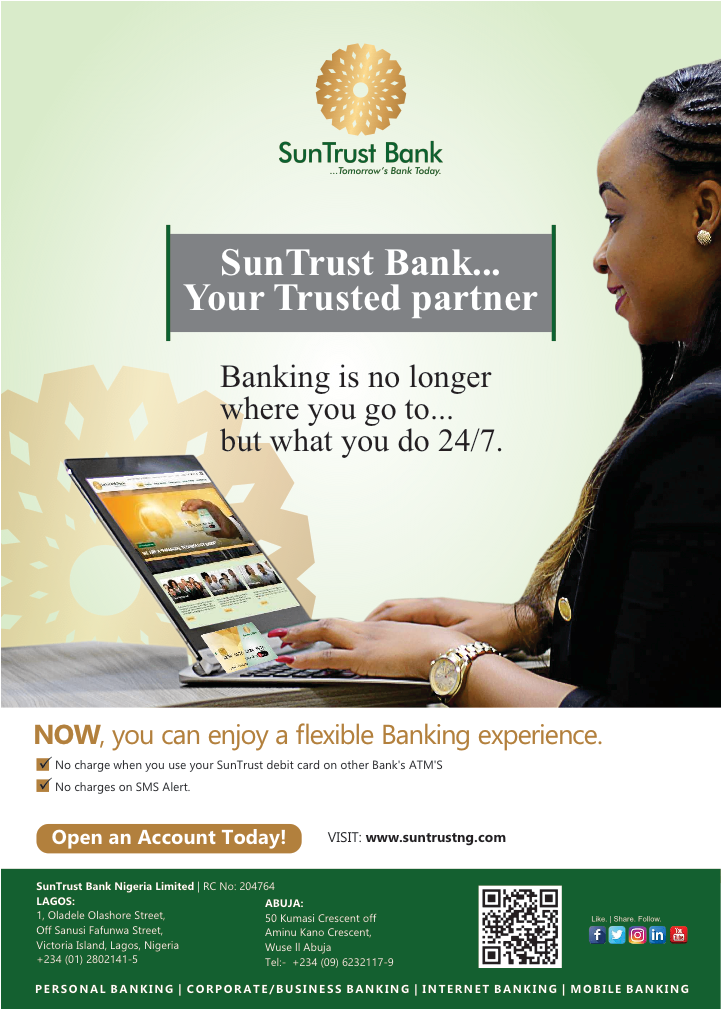 SunTrust Bank
...Tomorrow's Bank Today.
SunTrust Bank...
Your Trusted partner
Banking is no longer
where you go to...
but what you do 24/7.
NOW, you can enjoy a flexible Banking experience.
No charge when you use your SunTrust debit card on other Bank's ATM'S
No charges on SMS Alert.
Open an Account Today!
VISIT: www.suntrustng.com
SunTrust Bank Nigeria Limited | RC No: 204764
LAGOS:
1, Oladele Olashore Street,
Off Sanusi Fafunwa Street,
Victoria Island, Lagos, Nigeria
+234 (01) 2802141-5
ABUJA:
50 Kumasi Crescent off
Aminu Kano Crescent,
Wuse II Abuja
Tel:- +234 (09) 6232117-9
Like. | Share. Follow.
PERSONAL BANKING | CORPORATE/BUSINESS BANKING | INTERNET BANKING | MOBILE BANKING